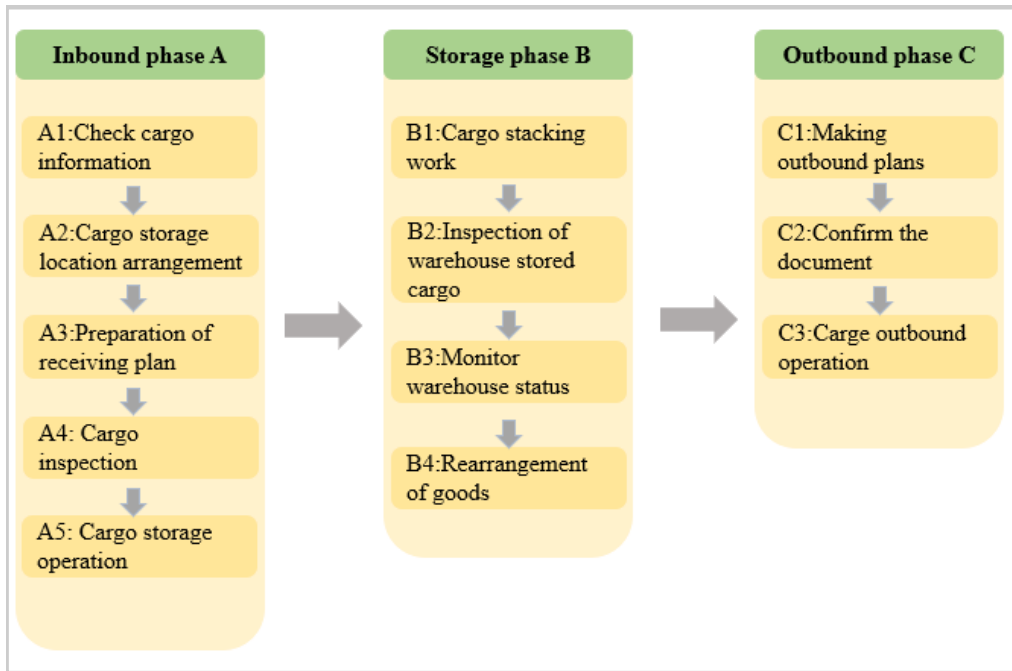 Inbound phase A
A1:Check cargo
information
A2:Cargo storage
location arrangement
A3:Preparation of
receiving plan
A4: Cargo
inspection
A5: Cargo storage
operation
Storage phase B
B1:Cargo stacking
work
B2:Inspection of
warehouse stored
cargo
B3:Monitor
warehouse status
B4:Rearrangement
of goods
Outbound phase C
C1:Making
outbound plans
C2:Confirm the
document
C3:Carge outbound
operation